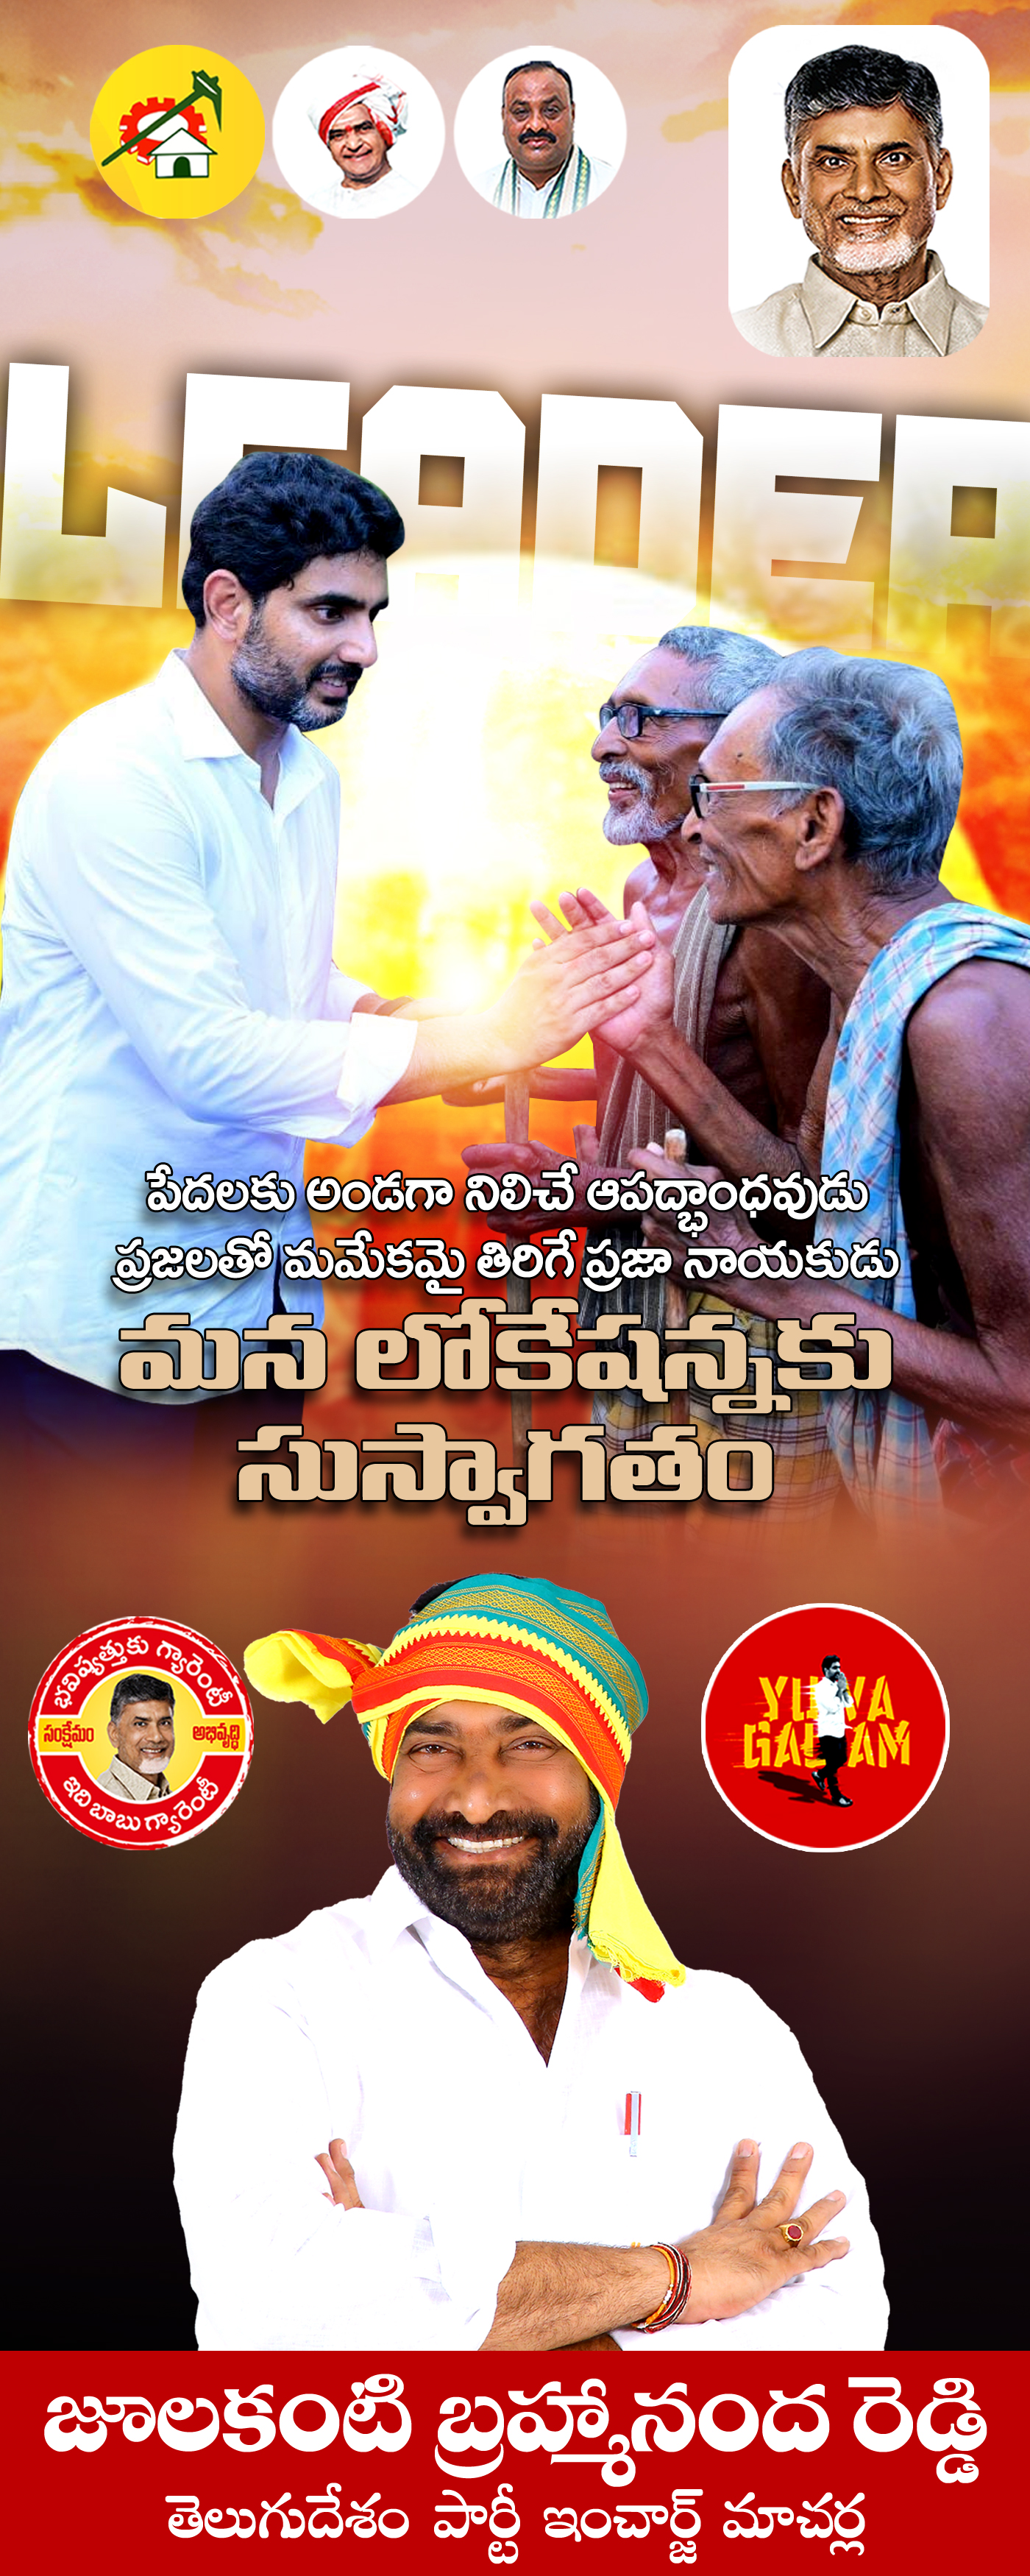 LEADER
పేదలకు అండగా నిలిచే ఆపద్భాంధవుడు
ప్రజలతో మమేకమై తిరిగే ప్రజా నాయకుడు
మన లోకేషన్నకు
సుస్వాగతం
భవిష్యత్తుకు గ్యారెంటీ
సంక్షేమం అభివృద్ధి
ఇది బాబు గ్యారెంటీ
YUVA
GALAM
జూలకంటి బ్రహ్మానంద రెడ్డి
తెలుగుదేశం పార్టీ ఇంచార్జ్ మాచర్ల